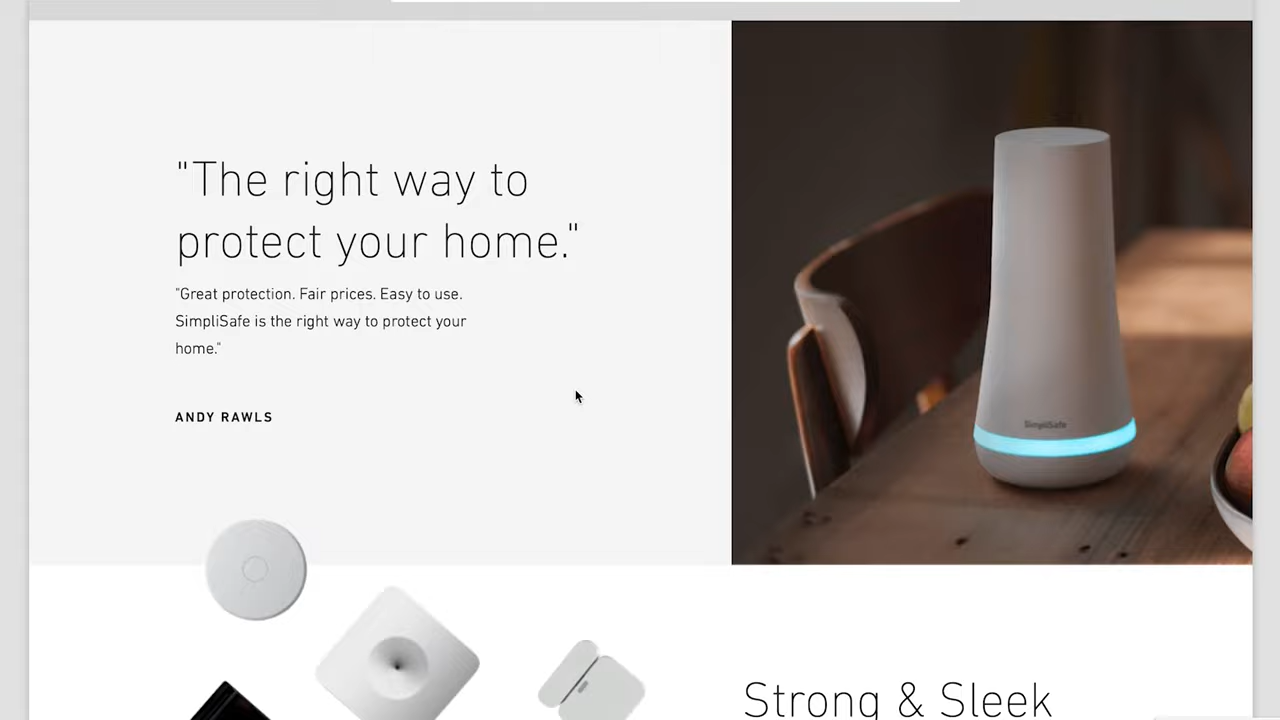 "The right way to
protect your home."
"Great protection. Fair prices. Easy to use.
SimpliSafe is the right way to protect your
home."
ANDY RAWLS
SimpliSafe
Strong & Sleek